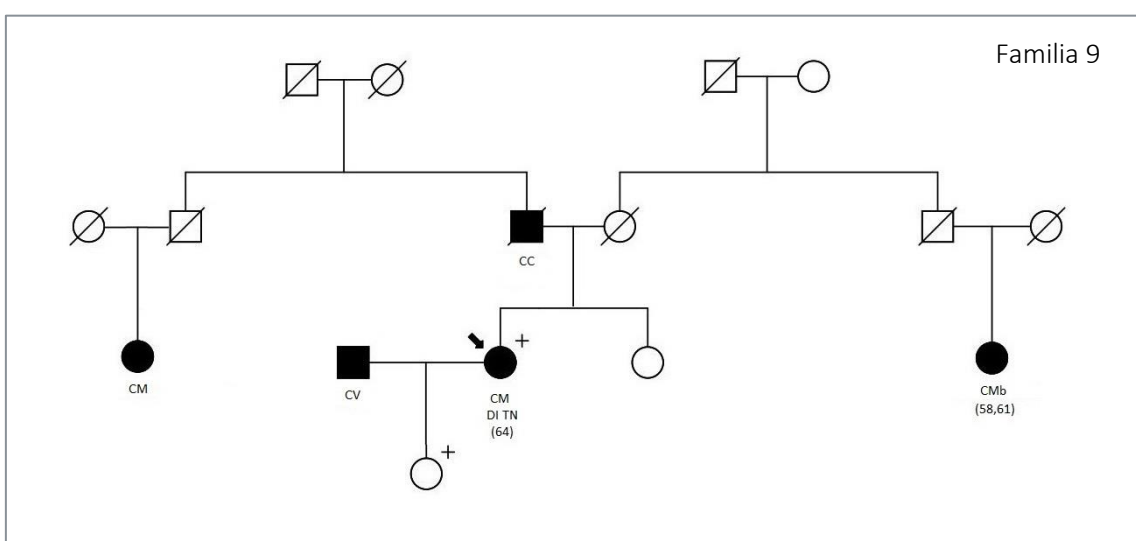 Familia 9
CC
+
CM
CV
CM
DI TN
(64)
CMb
(58,61)
+